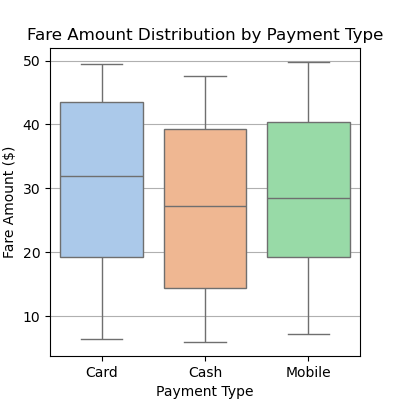 Fare Amount Distribution by Payment Type
Fare Amount ($)
50
40
30
20
10
Card Cash Mobile
Payment Type